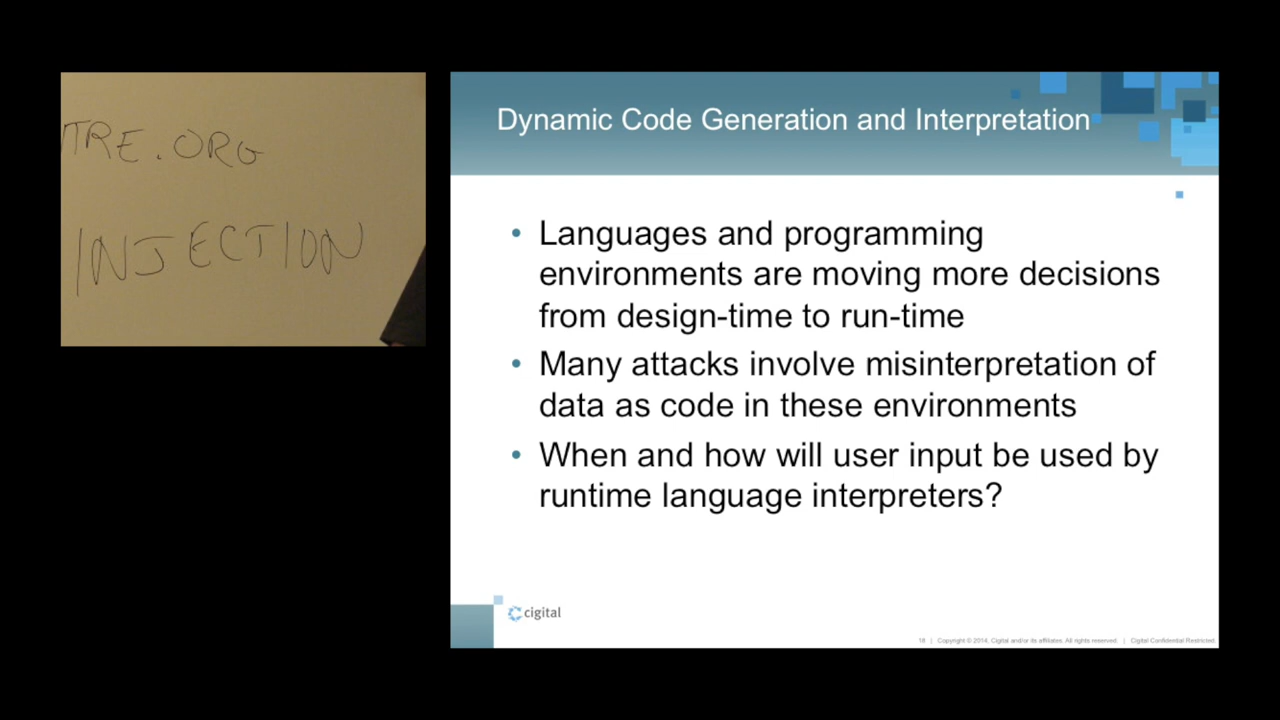 TRE.ORG
INJECTION
Dynamic Code Generation and Interpretation
• Languages and programming
environments are moving more decisions
from design-time to run-time
• Many attacks involve misinterpretation of
data as code in these environments
• When and how will user input be used by
runtime language interpreters?
cigital
18 | Copyright © 2014, Cigital and/or its affiliates. All rights reserved. | Cigital Confidential Restricted.